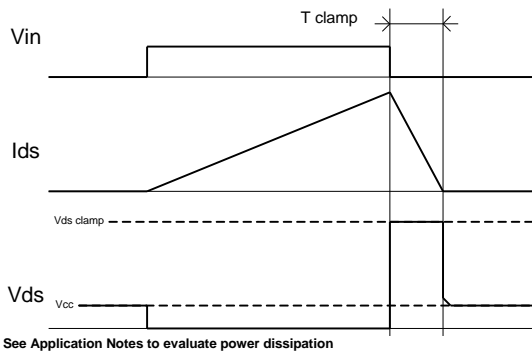 T clamp
Vin
Ids
Vds clamp
Vds
Vcc
See Application Notes to evaluate power dissipation